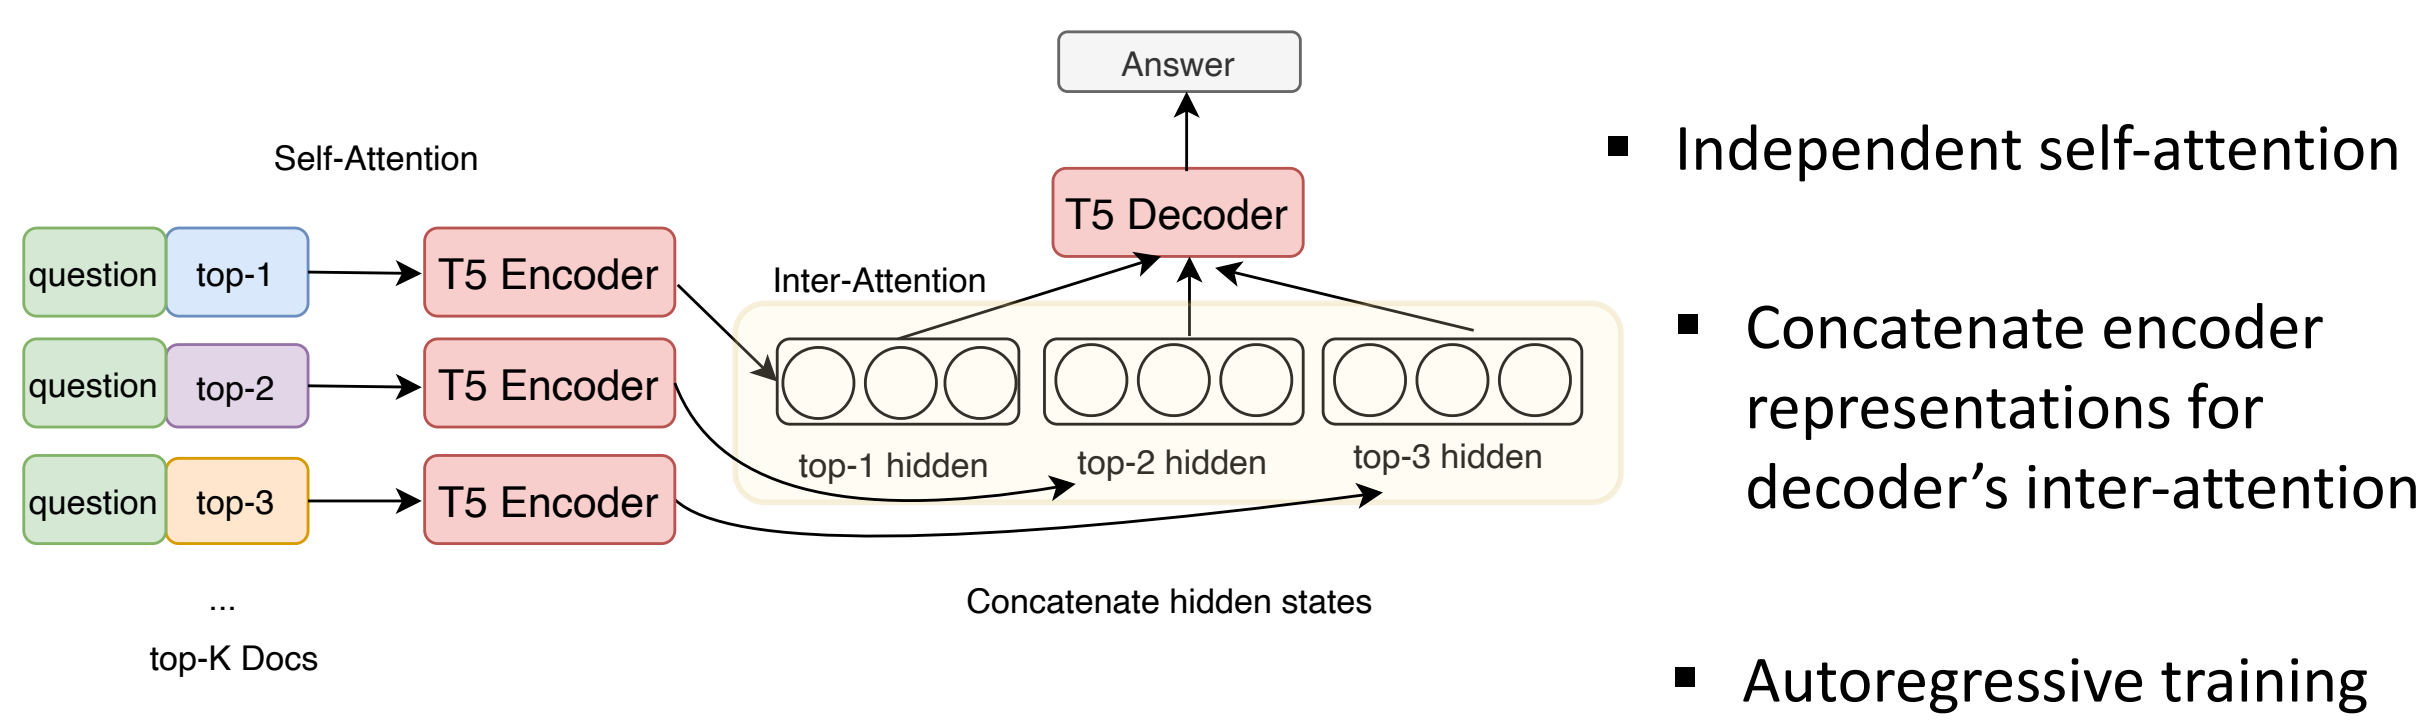 Answer
Self-Attention
T5 Decoder
question top-1
T5 Encoder
Inter-Attention
question top-2
T5 Encoder
question top-3
T5 Encoder
top-1 hidden
top-2 hidden
top-3 hidden
...
top-K Docs
Concatenate hidden states
▪ Independent self-attention
▪ Concatenate encoder
representations for
decoder’s inter-attention
▪ Autoregressive training